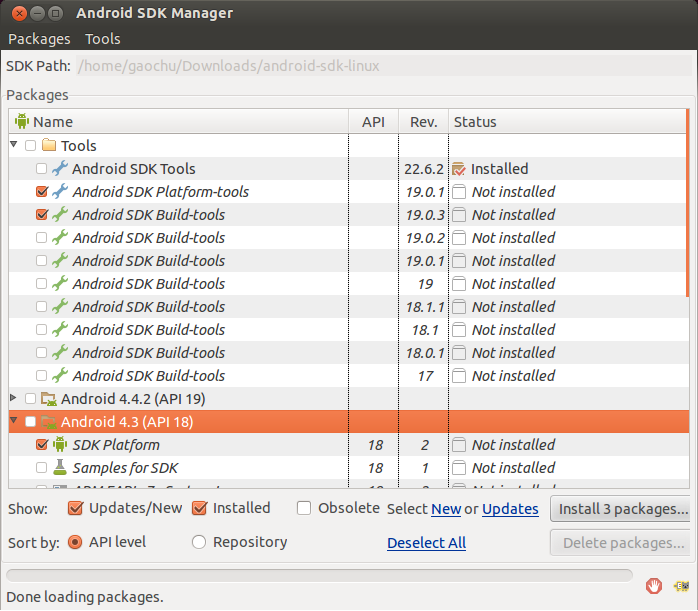 Android SDK Manager
Packages Tools
SDK Path: /home/gaochu/Downloads/android-sdk-linux
Packages
Name API Rev. Status
Tools
Android SDK Tools 22.6.2 Installed
Android SDK Platform-tools 19.0.1 Not installed
Android SDK Build-tools 19.0.3 Not installed
Android SDK Build-tools 19.0.2 Not installed
Android SDK Build-tools 19.0.1 Not installed
Android SDK Build-tools 19 Not installed
Android SDK Build-tools 18.1.1 Not installed
Android SDK Build-tools 18.1 Not installed
Android SDK Build-tools 18.0.1 Not installed
Android SDK Build-tools 17 Not installed
Android 4.4.2 (API 19)
Android 4.3 (API 18)
SDK Platform 18 2 Not installed
Samples for SDK 18 1 Not installed
Show: Updates/New Installed Obsolete Select New or Updates Install 3 packages...
Sort by: API level Repository Deselect All Delete packages...
Done loading packages.